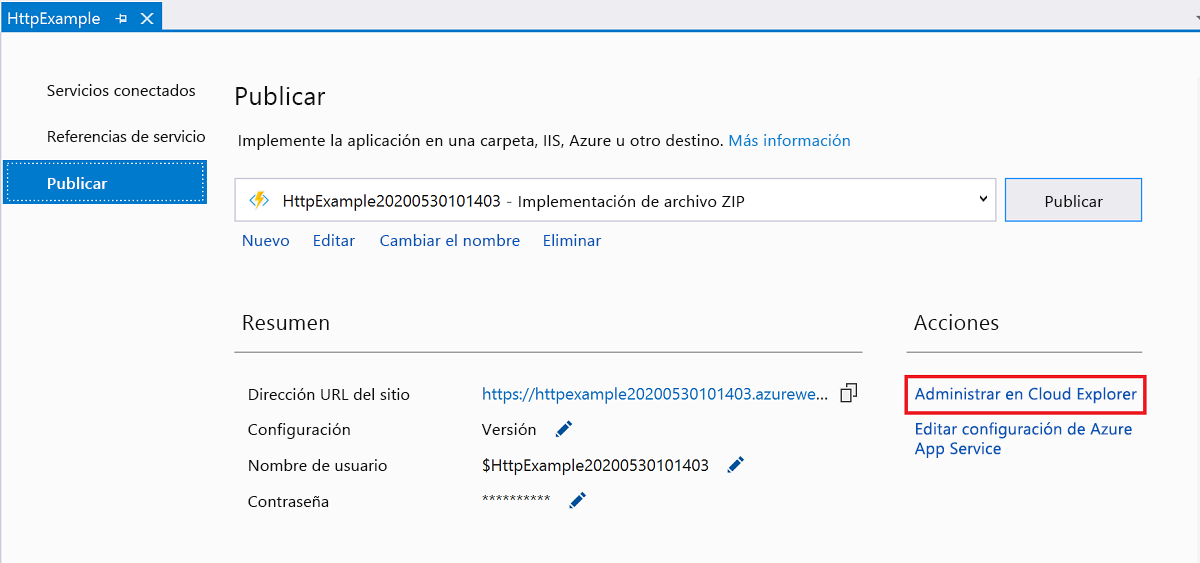 HttpExample
Servicios conectados
Referencias de servicio
Publicar
Publicar
Implemente la aplicación en una carpeta, IIS, Azure u otro destino. Más información
HttpExample20200530101403 - Implementación de archivo ZIP
Publicar
Nuevo Editar Cambiar el nombre Eliminar
Resumen
Dirección URL del sitio https://httpexample20200530101403.azurewe...
Configuración Versión
Nombre de usuario $HttpExample20200530101403
Contraseña **********
Acciones
Administrar en Cloud Explorer
Editar configuración de Azure
App Service